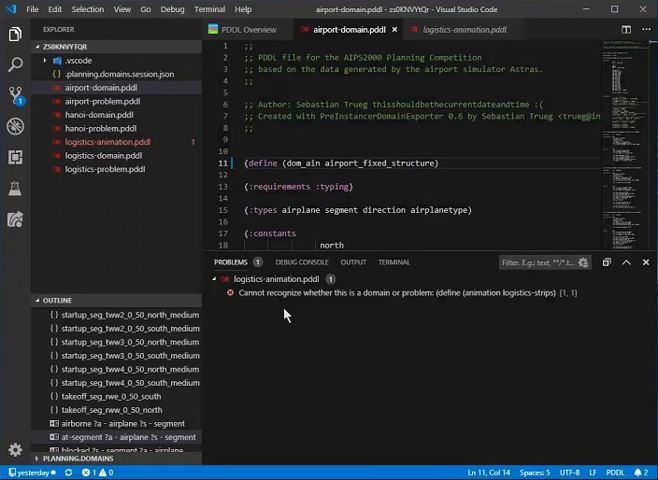 File Edit Selection View Go Debug Terminal Help airport-domain.pddl - Visual Studio Code
EXPLORER
ZS0KNVYTQR
.vscode
.planning.domains.session.json
airport-domain.pddl
airport-problem.pddl
hanoi-domain.pddl
hanoi-problem.pddl
logistics-animation.pddl 1
logistics-domain.pddl
logistics-problem.pddl
OUTLINE
startup_seg_tww2_0_50_north_medium
startup_seg_tww2_0_50_south_medium
startup_seg_tww3_0_50_north_medium
startup_seg_tww3_0_50_south_medium
startup_seg_tww4_0_50_north_medium
startup_seg_tww4_0_50_south_medium
takeoff_seg_rwe_0_50_south
takeoff_seg_rww_0_50_north
airborne ?a - airplane ?s - segment
at-segment ?a - airplane ?s - segment
blocked ?s - segment ?a - airplane
PLANNING.DOMAINS
PDDL Overview airport-domain.pddl logistics-animation.pddl
1 ;;
2 ;; PDDL file for the AIPS2000 Planning Competition
3 ;; based on the data generated by the airport simulator Astras.
4 ;;
5
6 ;; Author: Sebastian Trueg thisshouldbethecurrentdateandtime :(
7 ;; Created with PreInstanceDomainExporter 0.6 by Sebastian Trueg <trueg@in
8 ;;
9
10
11 (define (dom_ain airport_fixed_structure)
12
13 (:requirements :typing)
14
15 (:types airplane segment direction airplanetype)
16
17 (:constants
18 north
PROBLEMS 1 DEBUG CONSOLE OUTPUT TERMINAL Filter. E.g.: text, **/*.t...
logistics-animation.pddl 1
Cannot recognize whether this is a domain or problem: (define (animation logistics-strips) [1, 1]
yesterday 1 0 Ln 11, Col 14 Spaces: 5 UTF-8 LF PDDL 2